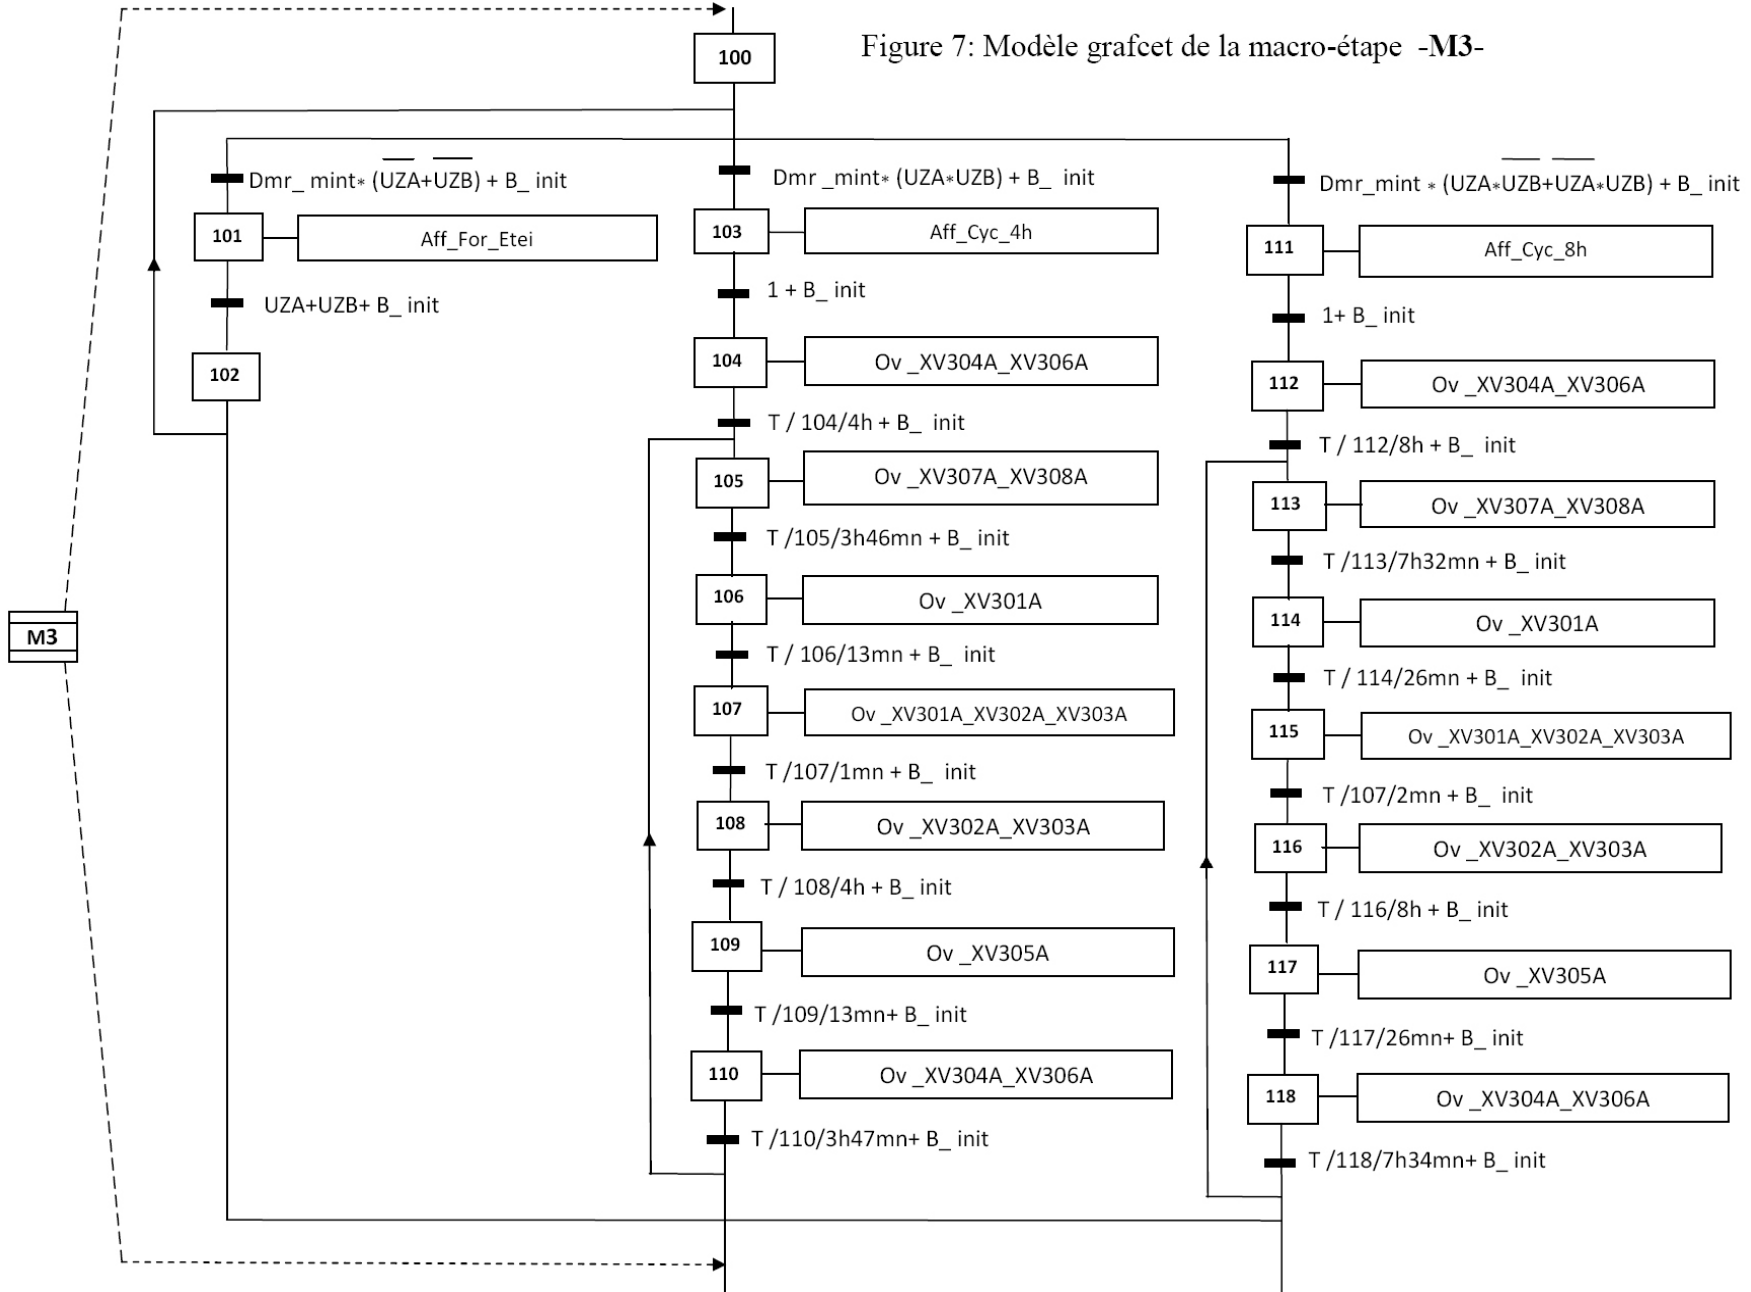 Figure 7: Modèle grafcet de la macro-étape -M3-
100
Dmr_ mint* (U̅Z̅A̅+U̅Z̅B̅) + B_ init
101
Aff_For_Etei
UZA+UZB+ B_ init
102
M3
Dmr _mint* (UZA*UZB) + B_ init
103
Aff_Cyc_4h
1 + B_ init
104
Ov _XV304A_XV306A
T / 104/4h + B_ init
105
Ov _XV307A_XV308A
T /105/3h46mn + B_ init
106
Ov _XV301A
T / 106/13mn + B_ init
107
Ov _XV301A_XV302A_XV303A
T /107/1mn + B_ init
108
Ov _XV302A_XV303A
T / 108/4h + B_ init
109
Ov _XV305A
T /109/13mn+ B_ init
110
Ov _XV304A_XV306A
T /110/3h47mn+ B_ init
Dmr_mint * (UZA*U̅Z̅B̅+U̅Z̅A̅*UZB) + B_ init
111
Aff_Cyc_8h
1+ B_ init
112
Ov _XV304A_XV306A
T / 112/8h + B_ init
113
Ov _XV307A_XV308A
T /113/7h32mn + B_ init
114
Ov _XV301A
T / 114/26mn + B_ init
115
Ov _XV301A_XV302A_XV303A
T /107/2mn + B_ init
116
Ov _XV302A_XV303A
T / 116/8h + B_ init
117
Ov _XV305A
T /117/26mn+ B_ init
118
Ov _XV304A_XV306A
T /118/7h34mn+ B_ init